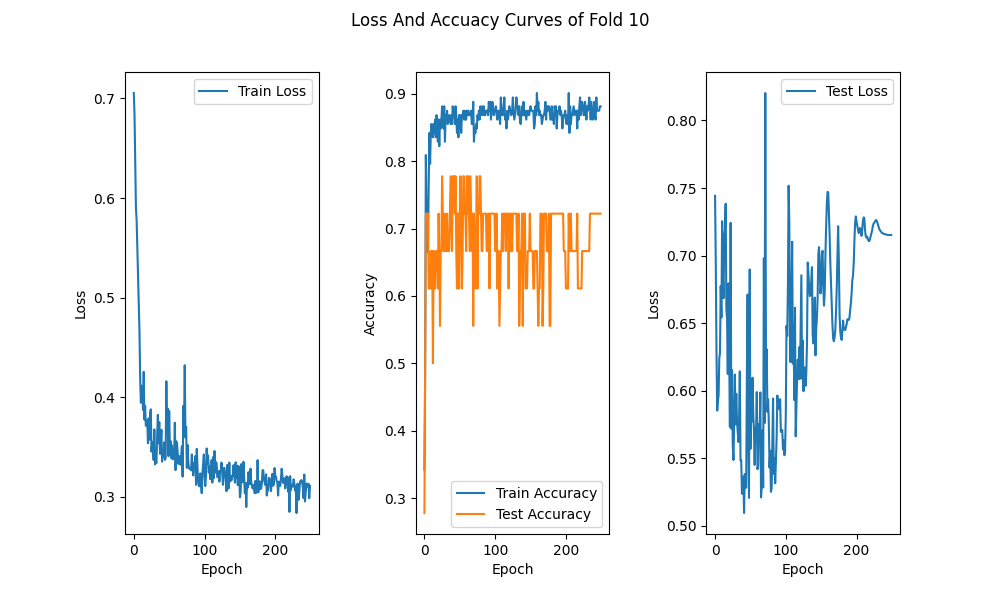 Loss And Accuacy Curves of Fold 10
Train Loss
0.7
0.6
0.5
0.4
0.3
Loss
0
100
200
Epoch
0.9
0.8
0.7
0.6
0.5
0.4
0.3
Accuracy
Train Accuracy
Test Accuracy
0
100
200
Epoch
Test Loss
0.80
0.75
0.70
0.65
0.60
0.55
0.50
Loss
0
100
200
Epoch